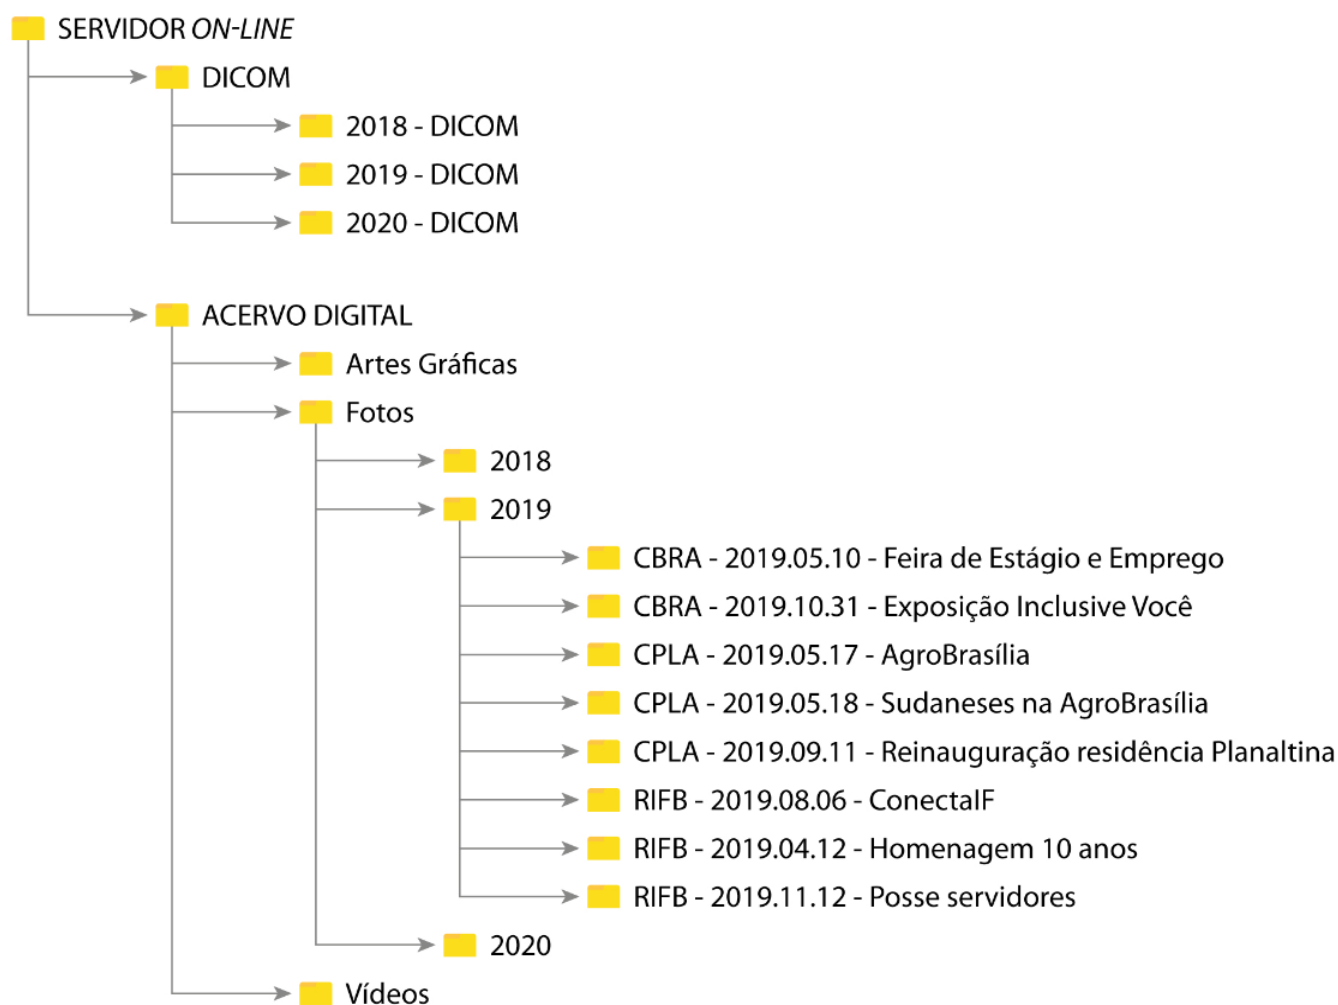 SERVIDOR ON-LINE
DICOM
2018 - DICOM
2019 - DICOM
2020 - DICOM
ACERVO DIGITAL
Artes Gráficas
Fotos
2018
2019
CBRA - 2019.05.10 - Feira de Estágio e Emprego
CBRA - 2019.10.31 - Exposição Inclusive Você
CPLA - 2019.05.17 - AgroBrasília
CPLA - 2019.05.18 - Sudaneses na AgroBrasília
CPLA - 2019.09.11 - Reinauguração residência Planaltina
RIFB - 2019.08.06 - ConectaIF
RIFB - 2019.04.12 - Homenagem 10 anos
RIFB - 2019.11.12 - Posse servidores
2020
Vídeos